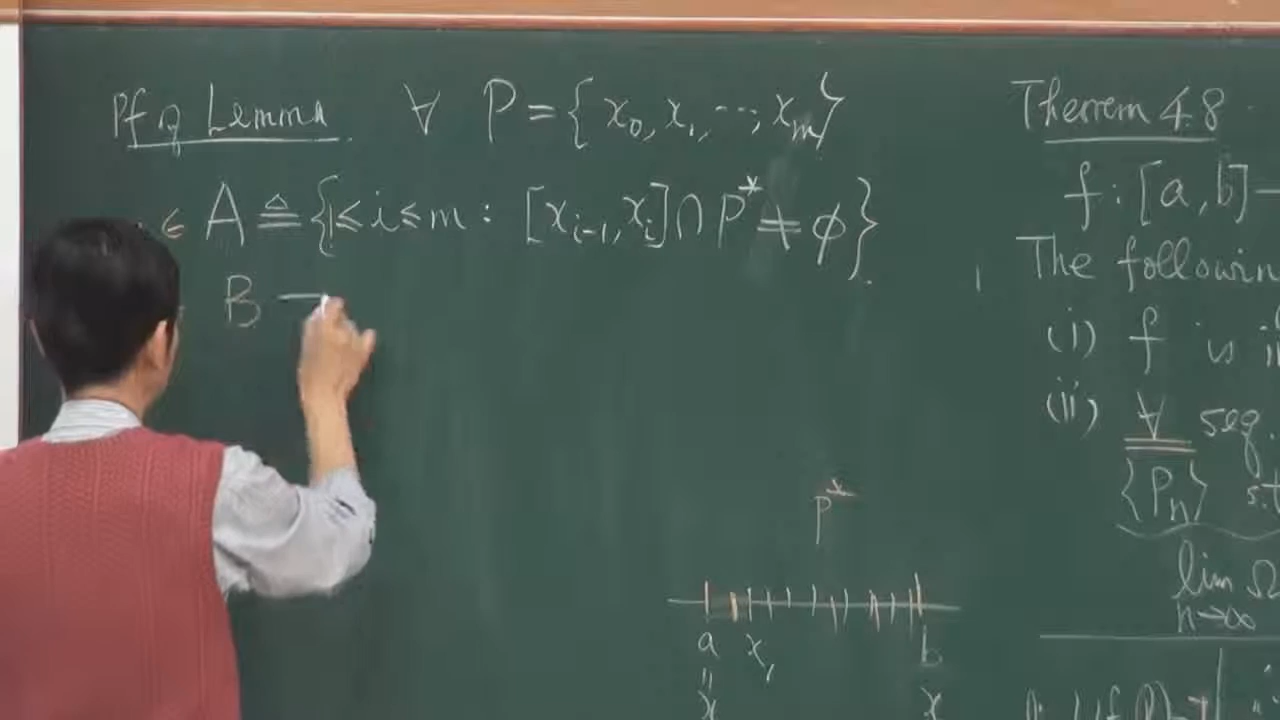 Pf of Lemma. ∀ P = { x₀, x₁, ⋯, xₘ}
∈ A ≜ {1≤i≤m : [xᵢ₋₁, xᵢ] ∩ P* ≠ φ}.
B
P*
a x₁ b
"
x x
Theorem 4.8
f : [a, b]
The followin
(i) f is i
(ii) ∀ seq.
{Pₙ} s.t
lim Ω
n→∞